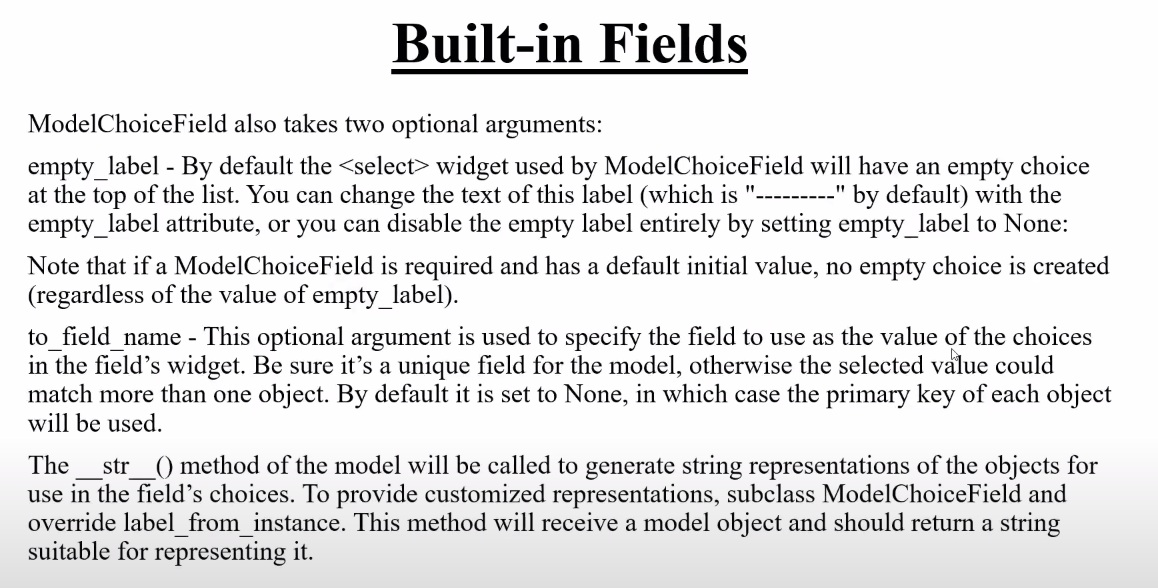 Built-in Fields
ModelChoiceField also takes two optional arguments:
empty_label - By default the <select> widget used by ModelChoiceField will have an empty choice
at the top of the list. You can change the text of this label (which is "---------" by default) with the
empty_label attribute, or you can disable the empty label entirely by setting empty_label to None:
Note that if a ModelChoiceField is required and has a default initial value, no empty choice is created
(regardless of the value of empty_label).
to_field_name - This optional argument is used to specify the field to use as the value of the choices
in the field’s widget. Be sure it’s a unique field for the model, otherwise the selected value could
match more than one object. By default it is set to None, in which case the primary key of each object
will be used.
The __str__() method of the model will be called to generate string representations of the objects for
use in the field’s choices. To provide customized representations, subclass ModelChoiceField and
override label_from_instance. This method will receive a model object and should return a string
suitable for representing it.